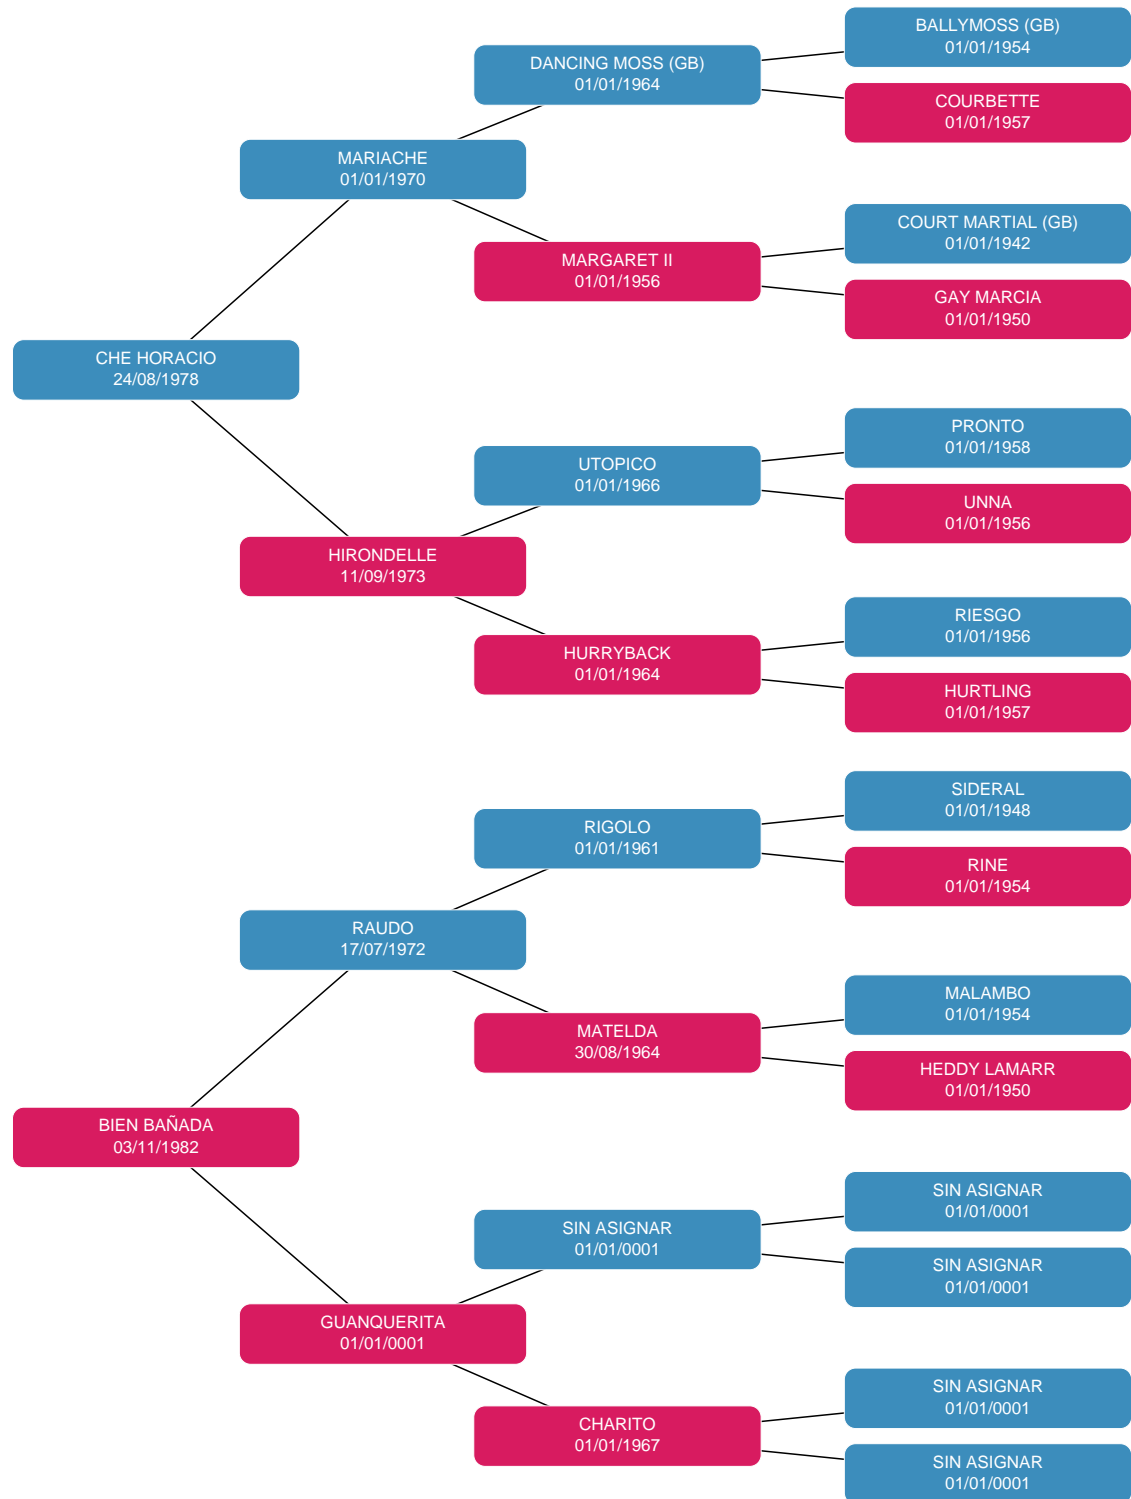 BALLYMOSS (GB)
01/01/1954
DANCING MOSS (GB)
01/01/1964
COURBETTE
01/01/1957
MARIACHE
01/01/1970
COURT MARTIAL (GB)
01/01/1942
MARGARET II
01/01/1956
GAY MARCIA
01/01/1950
CHE HORACIO
24/08/1978
PRONTO
01/01/1958
UTOPICO
01/01/1966
UNNA
01/01/1956
HIRONDELLE
11/09/1973
RIESGO
01/01/1956
HURRYBACK
01/01/1964
HURTLING
01/01/1957
SIDERAL
01/01/1948
RIGOLO
01/01/1961
RINE
01/01/1954
RAUDO
17/07/1972
MALAMBO
01/01/1954
MATELDA
30/08/1964
HEDDY LAMARR
01/01/1950
BIEN BAÑADA
03/11/1982
SIN ASIGNAR
01/01/0001
SIN ASIGNAR
01/01/0001
SIN ASIGNAR
01/01/0001
GUANQUERITA
01/01/0001
SIN ASIGNAR
01/01/0001
CHARITO
01/01/1967
SIN ASIGNAR
01/01/0001